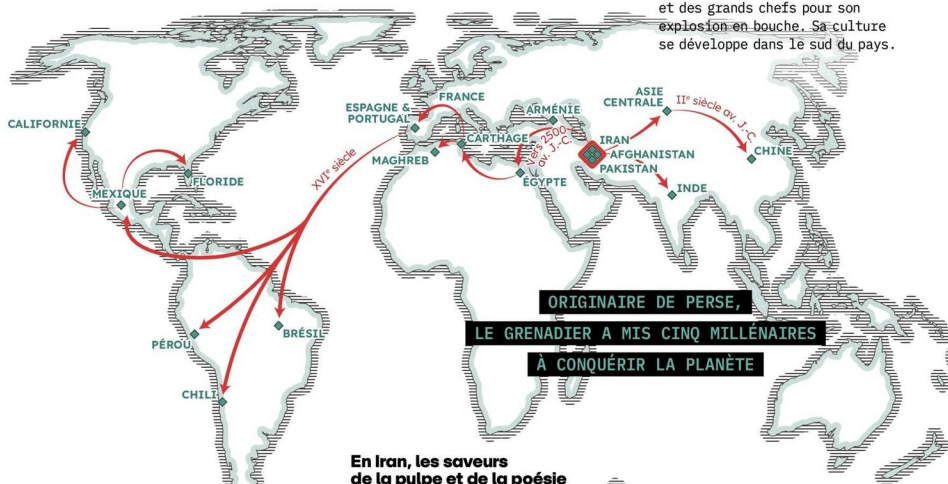 et des grands chefs pour son
explosion en bouche. Sa culture
se développe dans le sud du pays.
CALIFORNIE
MEXIQUE
FLORIDE
PÉROU
CHILI
BRÉSIL
XVIe siècle
ESPAGNE &
PORTUGAL
FRANCE
MAGHREB
CARTHAGE
ARMÉNIE
Vers 2500
av. J.-C.
ÉGYPTE
IRAN
AFGHANISTAN
PAKISTAN
ASIE
CENTRALE
IIe siècle av. J.-C.
CHINE
INDE
ORIGINAIRE DE PERSE,
LE GRENADIER A MIS CINQ MILLÉNAIRES
À CONQUÉRIR LA PLANÈTE
En Iran, les saveurs
de la pulpe et de la poésie